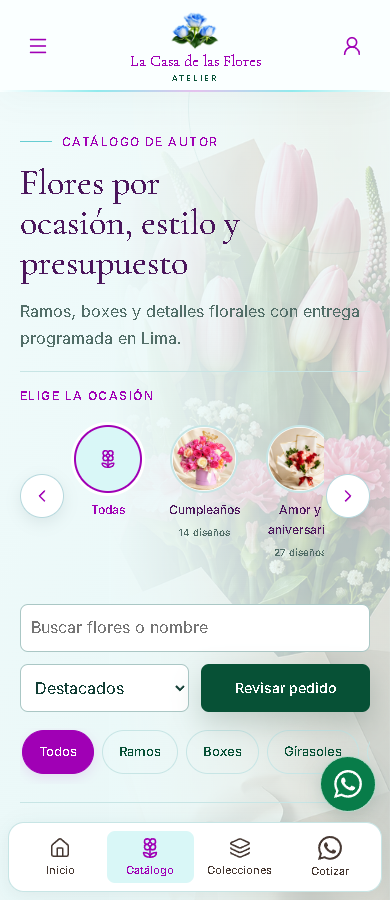 La Casa de las Flores
ATELIER
CATÁLOGO DE AUTOR
Flores por
ocasión, estilo y
presupuesto
Ramos, boxes y detalles florales con entrega
programada en Lima.
ELIGE LA OCASIÓN
Todas
Cumpleaños
14 diseños
Amor y
aniversari
27 diseños
Buscar flores o nombre
Destacados
Revisar pedido
Todos
Ramos
Boxes
Girasoles
Inicio
Catálogo
Colecciones
Cotizar